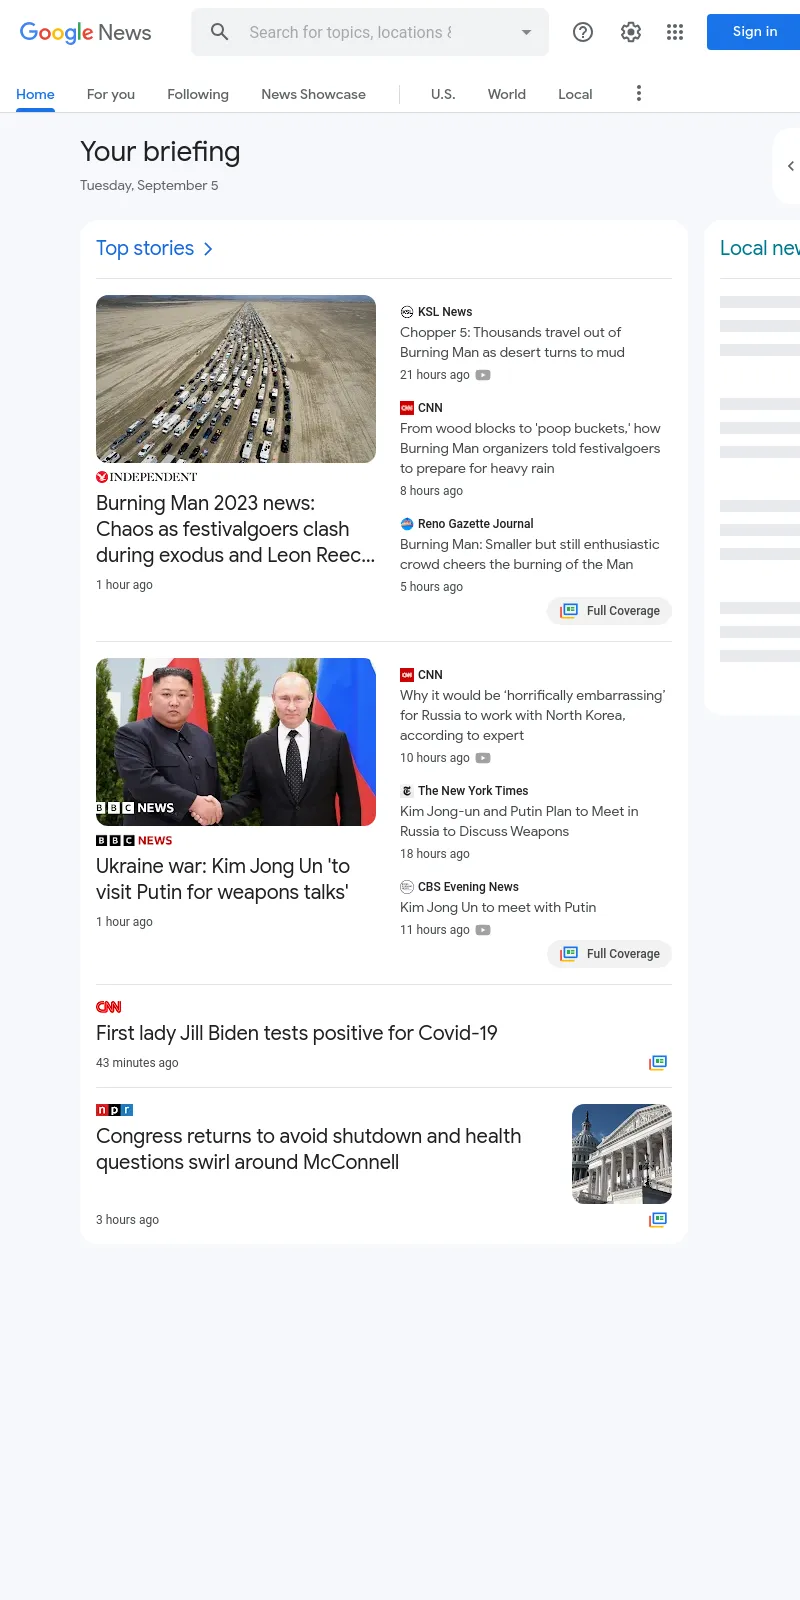 Google News
Search for topics, locations &
Sign in
Home
For you
Following
News Showcase
U.S.
World
Local
Your briefing
Tuesday, September 5
Top stories
Local new
INDEPENDENT
Burning Man 2023 news:
Chaos as festivalgoers clash
during exodus and Leon Reec...
1 hour ago
KSL News
Chopper 5: Thousands travel out of
Burning Man as desert turns to mud
21 hours ago
CNN
From wood blocks to 'poop buckets,' how
Burning Man organizers told festivalgoers
to prepare for heavy rain
8 hours ago
Reno Gazette Journal
Burning Man: Smaller but still enthusiastic
crowd cheers the burning of the Man
5 hours ago
Full Coverage
BBC NEWS
BBC NEWS
Ukraine war: Kim Jong Un 'to
visit Putin for weapons talks'
1 hour ago
CNN
Why it would be ‘horrifically embarrassing’
for Russia to work with North Korea,
according to expert
10 hours ago
The New York Times
Kim Jong-un and Putin Plan to Meet in
Russia to Discuss Weapons
18 hours ago
CBS Evening News
Kim Jong Un to meet with Putin
11 hours ago
Full Coverage
CNN
First lady Jill Biden tests positive for Covid-19
43 minutes ago
npr
Congress returns to avoid shutdown and health
questions swirl around McConnell
3 hours ago